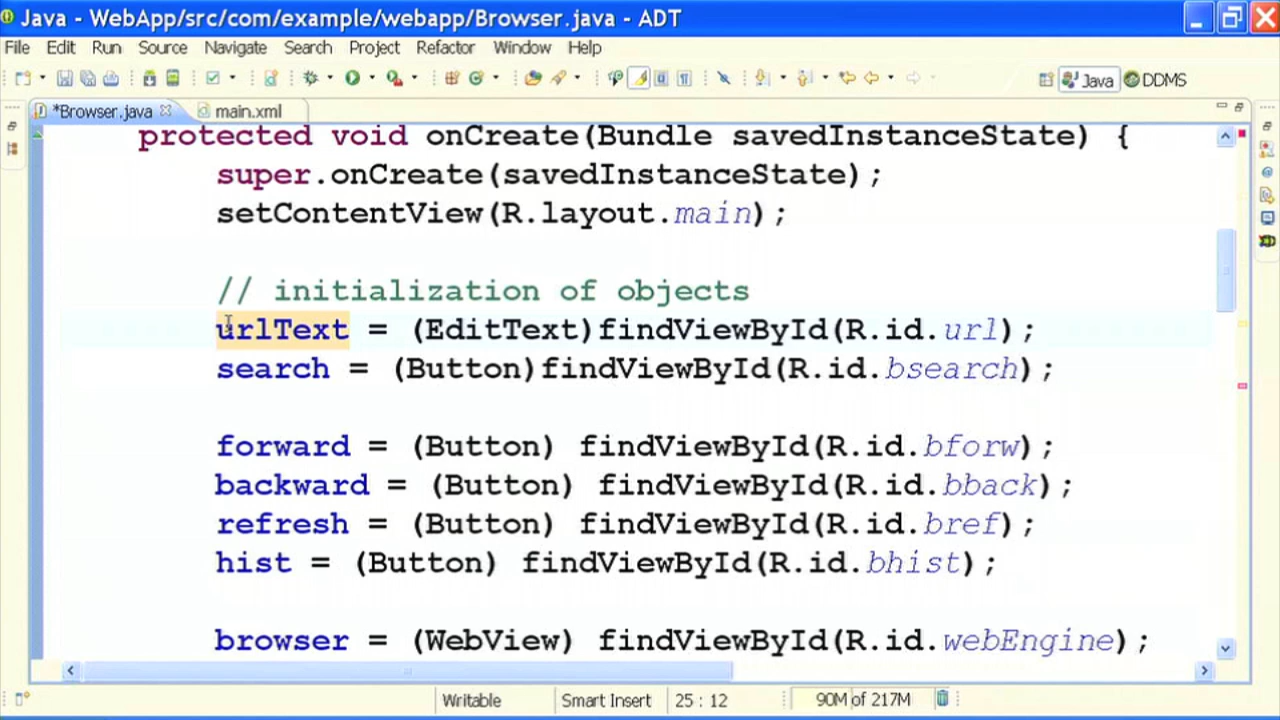 Java - WebApp/src/com/example/webapp/Browser.java - ADT
File Edit Run Source Navigate Search Project Refactor Window Help
Java DDMS
*Browser.java main.xml
protected void onCreate(Bundle savedInstanceState) {
super.onCreate(savedInstanceState);
setContentView(R.layout.main);
// initialization of objects
urlText = (EditText)findViewById(R.id.url);
search = (Button)findViewById(R.id.bsearch);
forward = (Button) findViewById(R.id.bforw);
backward = (Button) findViewById(R.id.bback);
refresh = (Button) findViewById(R.id.bref);
hist = (Button) findViewById(R.id.bhist);
browser = (WebView) findViewById(R.id.webEngine);
Writable Smart Insert 25 : 12 90M of 217M